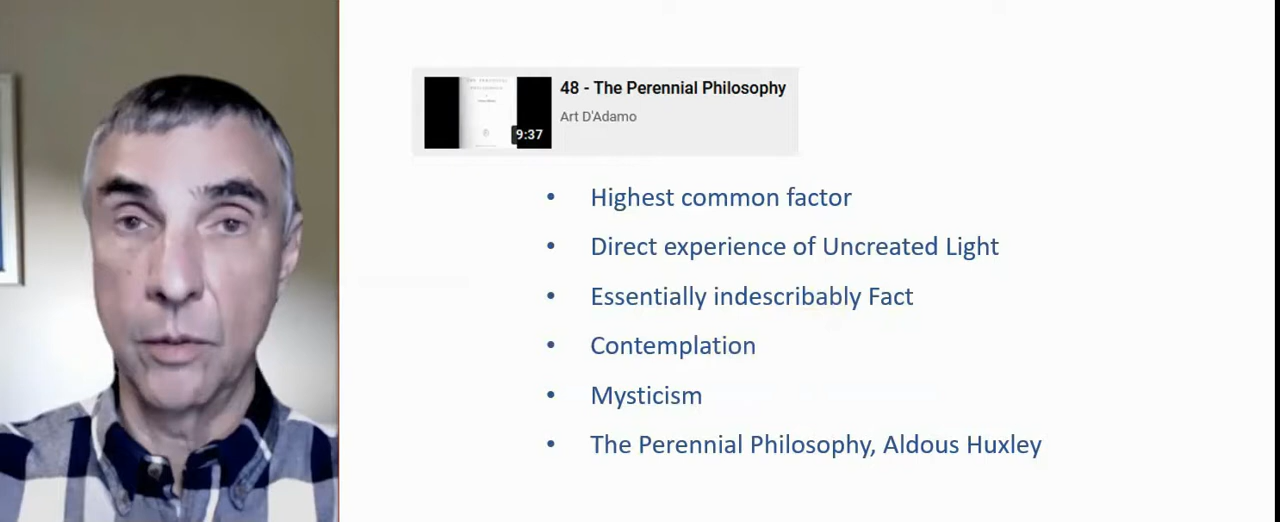 48 - The Perennial Philosophy
Art D'Adamo
9:37
• Highest common factor
• Direct experience of Uncreated Light
• Essentially indescribably Fact
• Contemplation
• Mysticism
• The Perennial Philosophy, Aldous Huxley